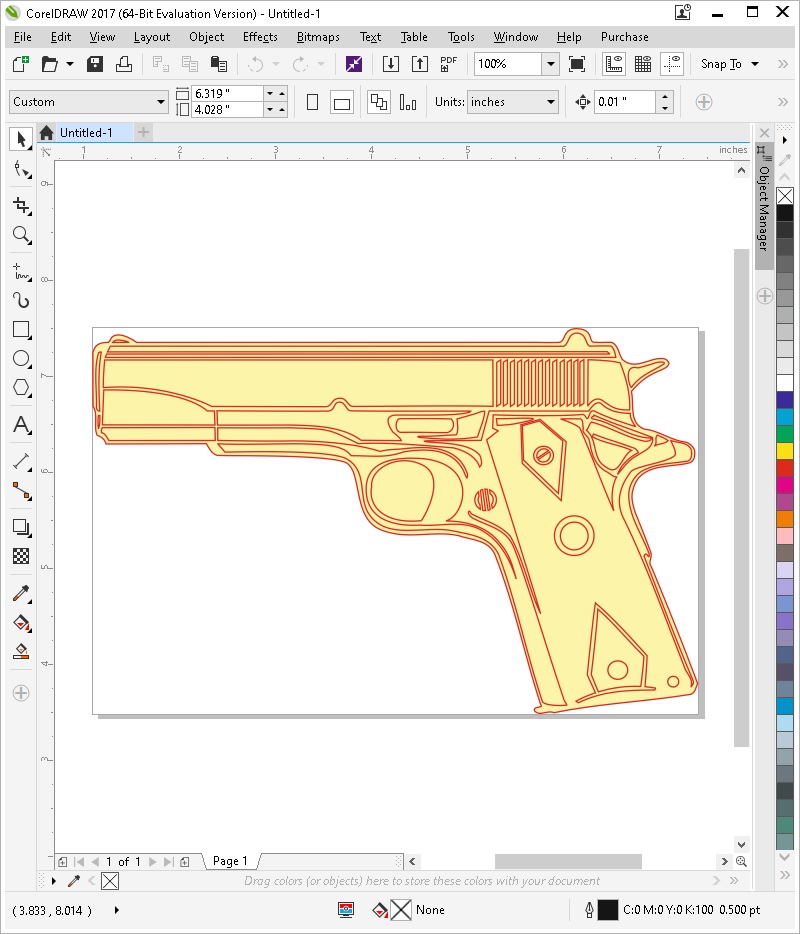 CorelDRAW 2017 (64-Bit Evaluation Version) - Untitled-1
File Edit View Layout Object Effects Bitmaps Text Table Tools Window Help Purchase
PDF 100% Snap To
Custom 6.319 " 4.028 " Units: inches 0.01 "
Untitled-1
1 2 3 4 5 6 7 inches
Object Manager
9
8
7
6
5
4
3
1 of 1 Page 1
Drag colors (or objects) here to store these colors with your document
( 3.833 , 8.014 ) None C:0 M:0 Y:0 K:100 0.500 pt